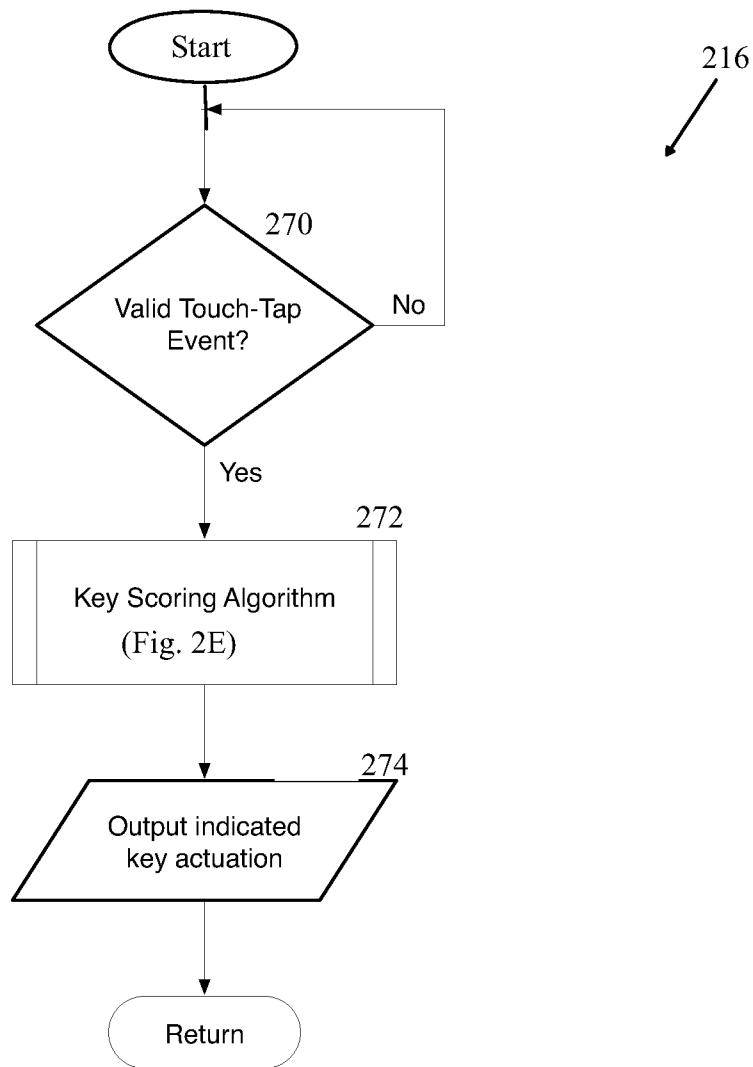 Start
216
270
Valid Touch-Tap
Event?
No
Yes
272
Key Scoring Algorithm
(Fig. 2E)
274
Output indicated
key actuation
Return